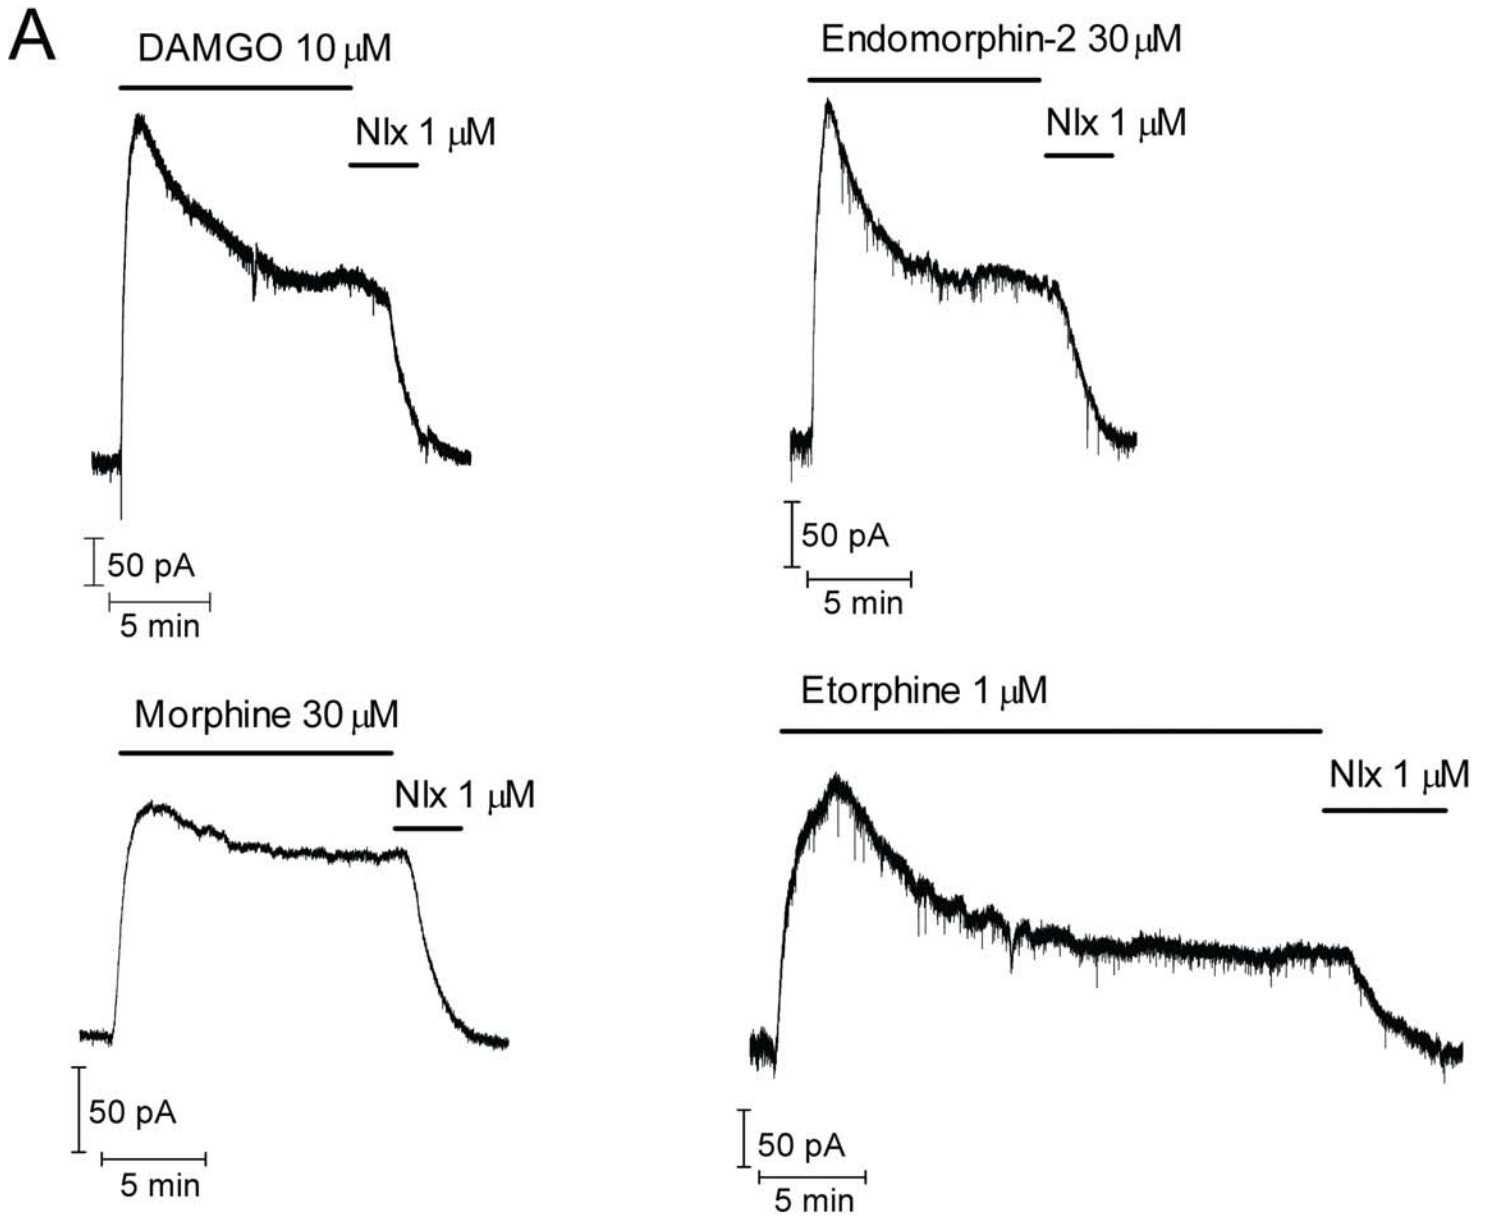 A
DAMGO 10 μM
Nlx 1 μM
50 pA
5 min
Endomorphin-2 30 μM
Nlx 1 μM
50 pA
5 min
Morphine 30 μM
Nlx 1 μM
50 pA
5 min
Etorphine 1 μM
Nlx 1 μM
50 pA
5 min